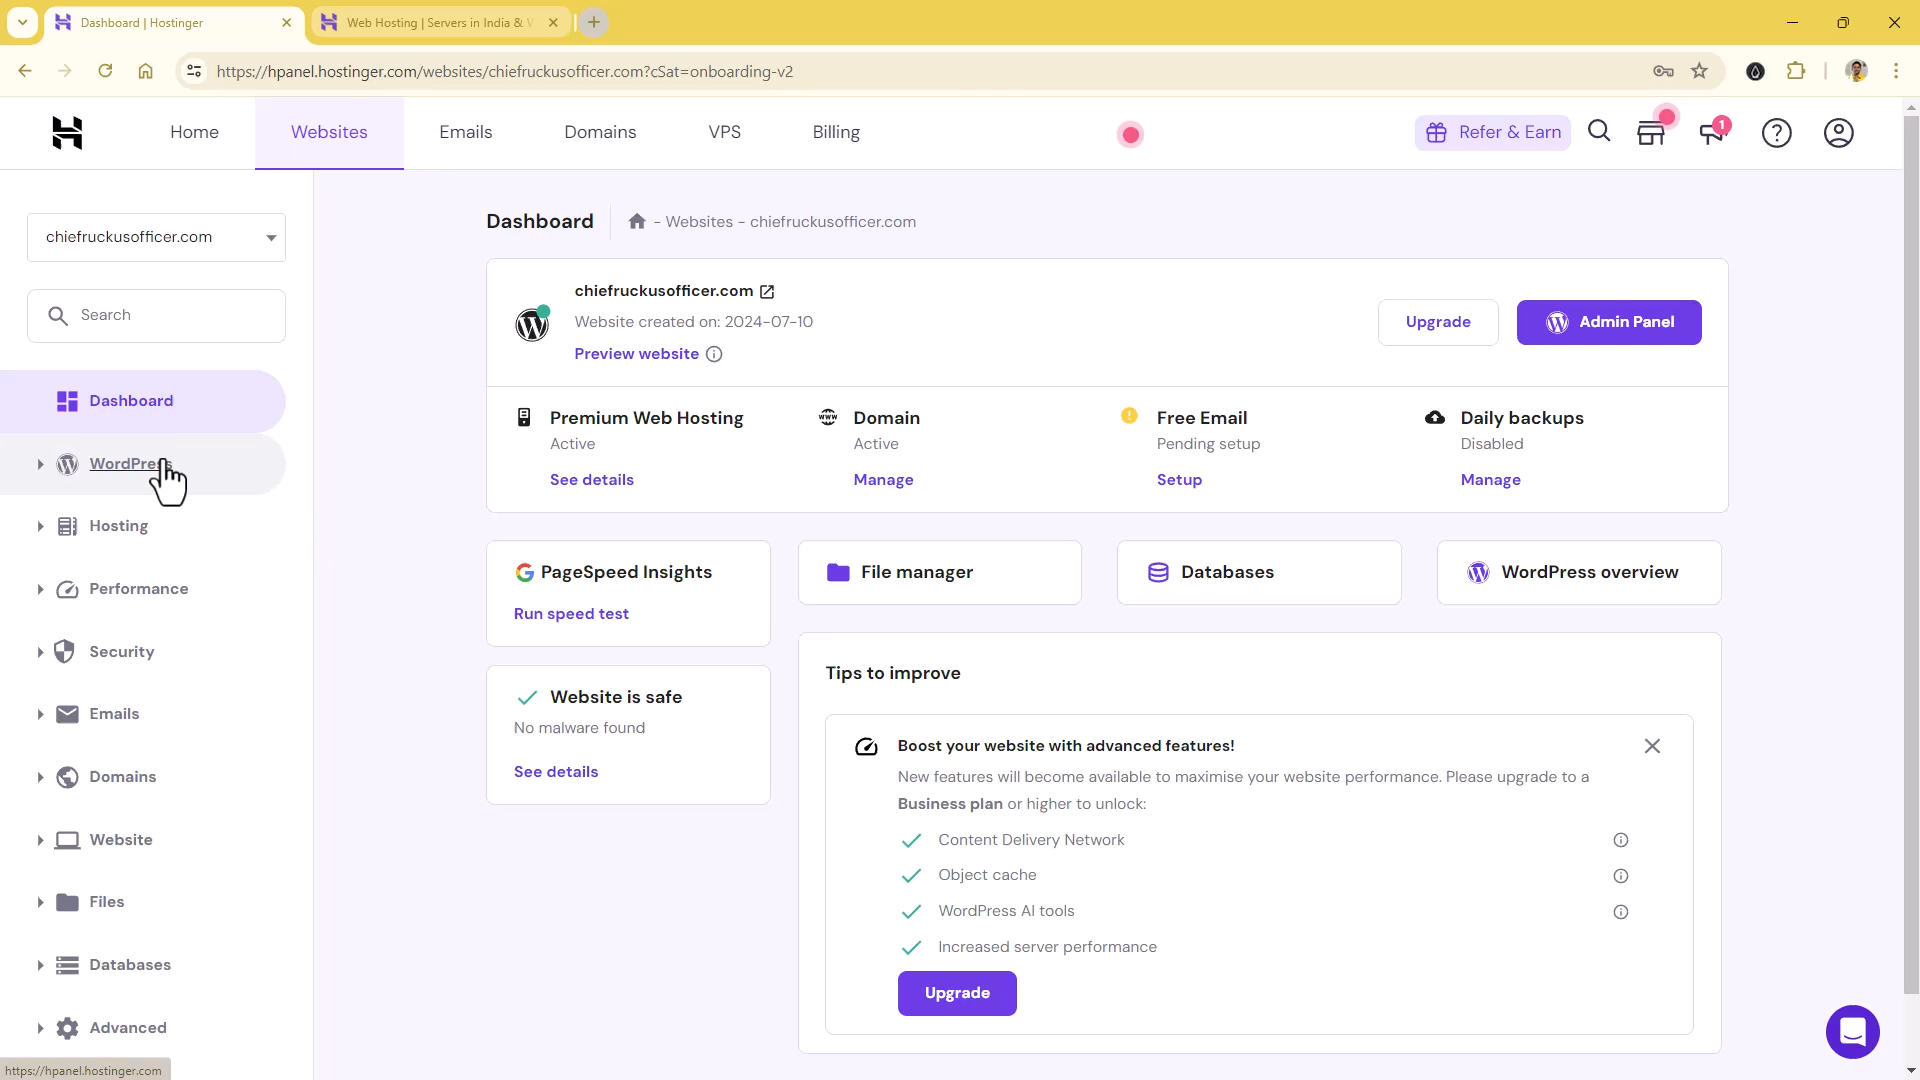 Dashboard | Hostinger
Web Hosting | Servers in India &
https://hpanel.hostinger.com/websites/chiefruckusofficer.com?cSat=onboarding-v2
Home
Websites
Emails
Domains
VPS
Billing
Refer & Earn
1
chiefruckusofficer.com
Search
Dashboard
WordPress
Hosting
Performance
Security
Emails
Domains
Website
Files
Databases
Advanced
https://hpanel.hostinger.com
Dashboard
- Websites - chiefruckusofficer.com
chiefruckusofficer.com
Website created on: 2024-07-10
Preview website
Upgrade
Admin Panel
Premium Web Hosting
Active
See details
www
Domain
Active
Manage
Free Email
Pending setup
Setup
Daily backups
Disabled
Manage
PageSpeed Insights
Run speed test
File manager
Databases
WordPress overview
Website is safe
No malware found
See details
Tips to improve
Boost your website with advanced features!
New features will become available to maximise your website performance. Please upgrade to a
Business plan or higher to unlock:
Content Delivery Network
Object cache
WordPress AI tools
Increased server performance
Upgrade